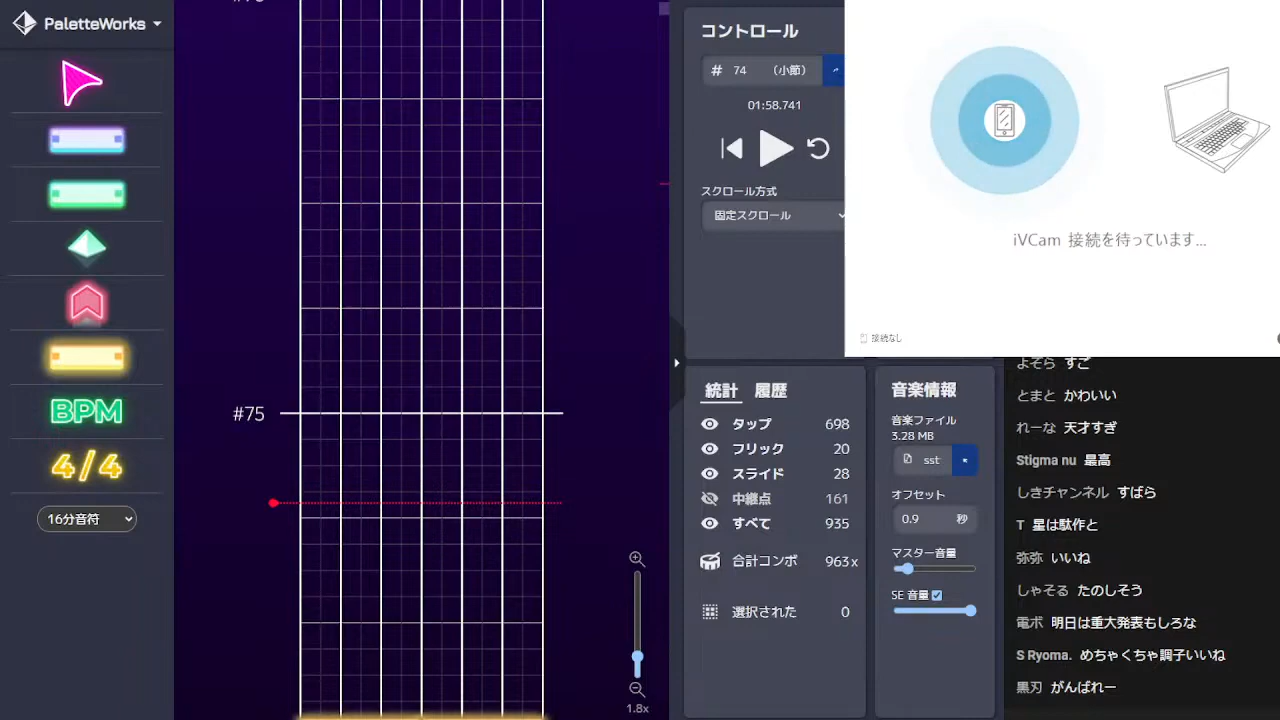 PaletteWorks
BPM
4/4
16分音符
#75
1.8x
コントロール
# 74 (小節)
01:58.741
スクロール方式
固定スクロール
iVCam 接続を待っています...
接続なし
統計 履歴
タップ 698
フリック 20
スライド 28
中継点 161
すべて 935
合計コンボ 963x
選択された 0
音楽情報
音楽ファイル
3.28 MB
sst
オフセット
0.9 秒
マスター音量
SE 音量
よぞら すご
とまと かわいい
れーな 天才すぎ
Stigma nu 最高
しきチャンネル すばら
T 星は駄作と
弥弥 いいね
しゃそる たのしそう
電ボ 明日は重大発表もしろな
S Ryoma. めちゃくちゃ調子いいね
黒刃 がんばれー